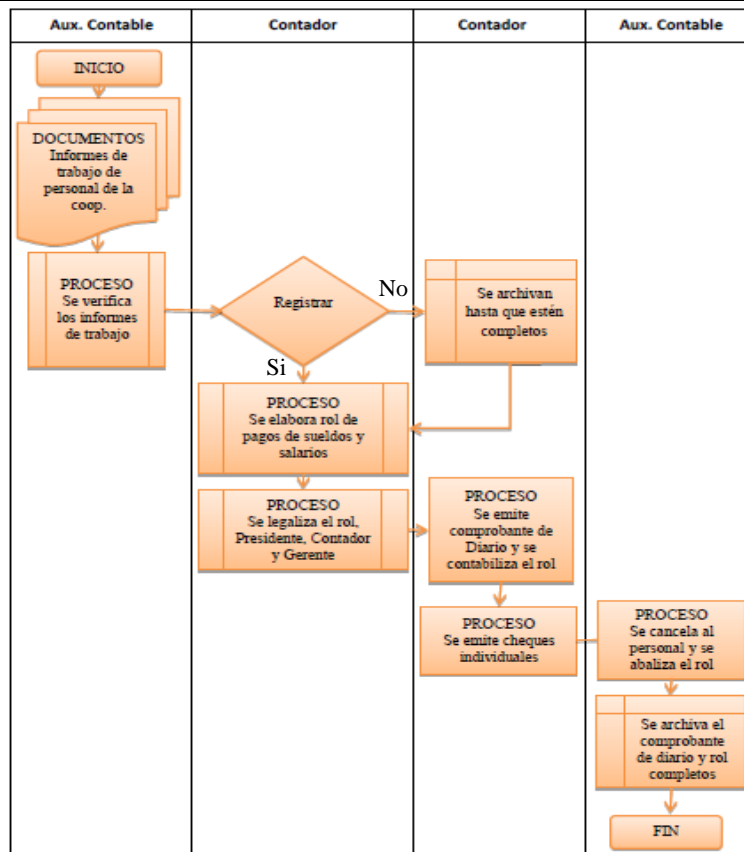 Aux. Contable
Contador
Contador
Aux. Contable
INICIO
DOCUMENTOS
Informes de
trabajo de
personal de la
coop.
PROCESO
Se verifica
los informes
de trabajo
Registrar
No
Si
Se archivan
hasta que estén
completos
PROCESO
Se elabora rol de
pagos de sueldos y
salarios
PROCESO
Se legaliza el rol,
Presidente, Contador
y Gerente
PROCESO
Se emite
comprobante de
Diario y se
contabiliza el rol
PROCESO
Se emite cheques
individuales
PROCESO
Se cancela al
personal y se
abaliza el rol
Se archiva el
comprobante
de diario y rol
completos
FIN